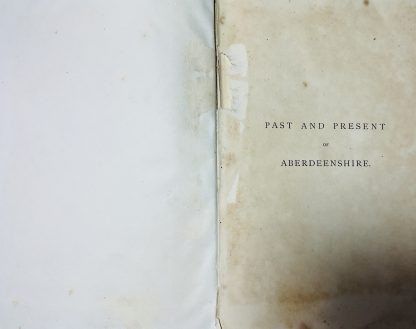 PAST AND PRESENT
OF
ABERDEENSHIRE.